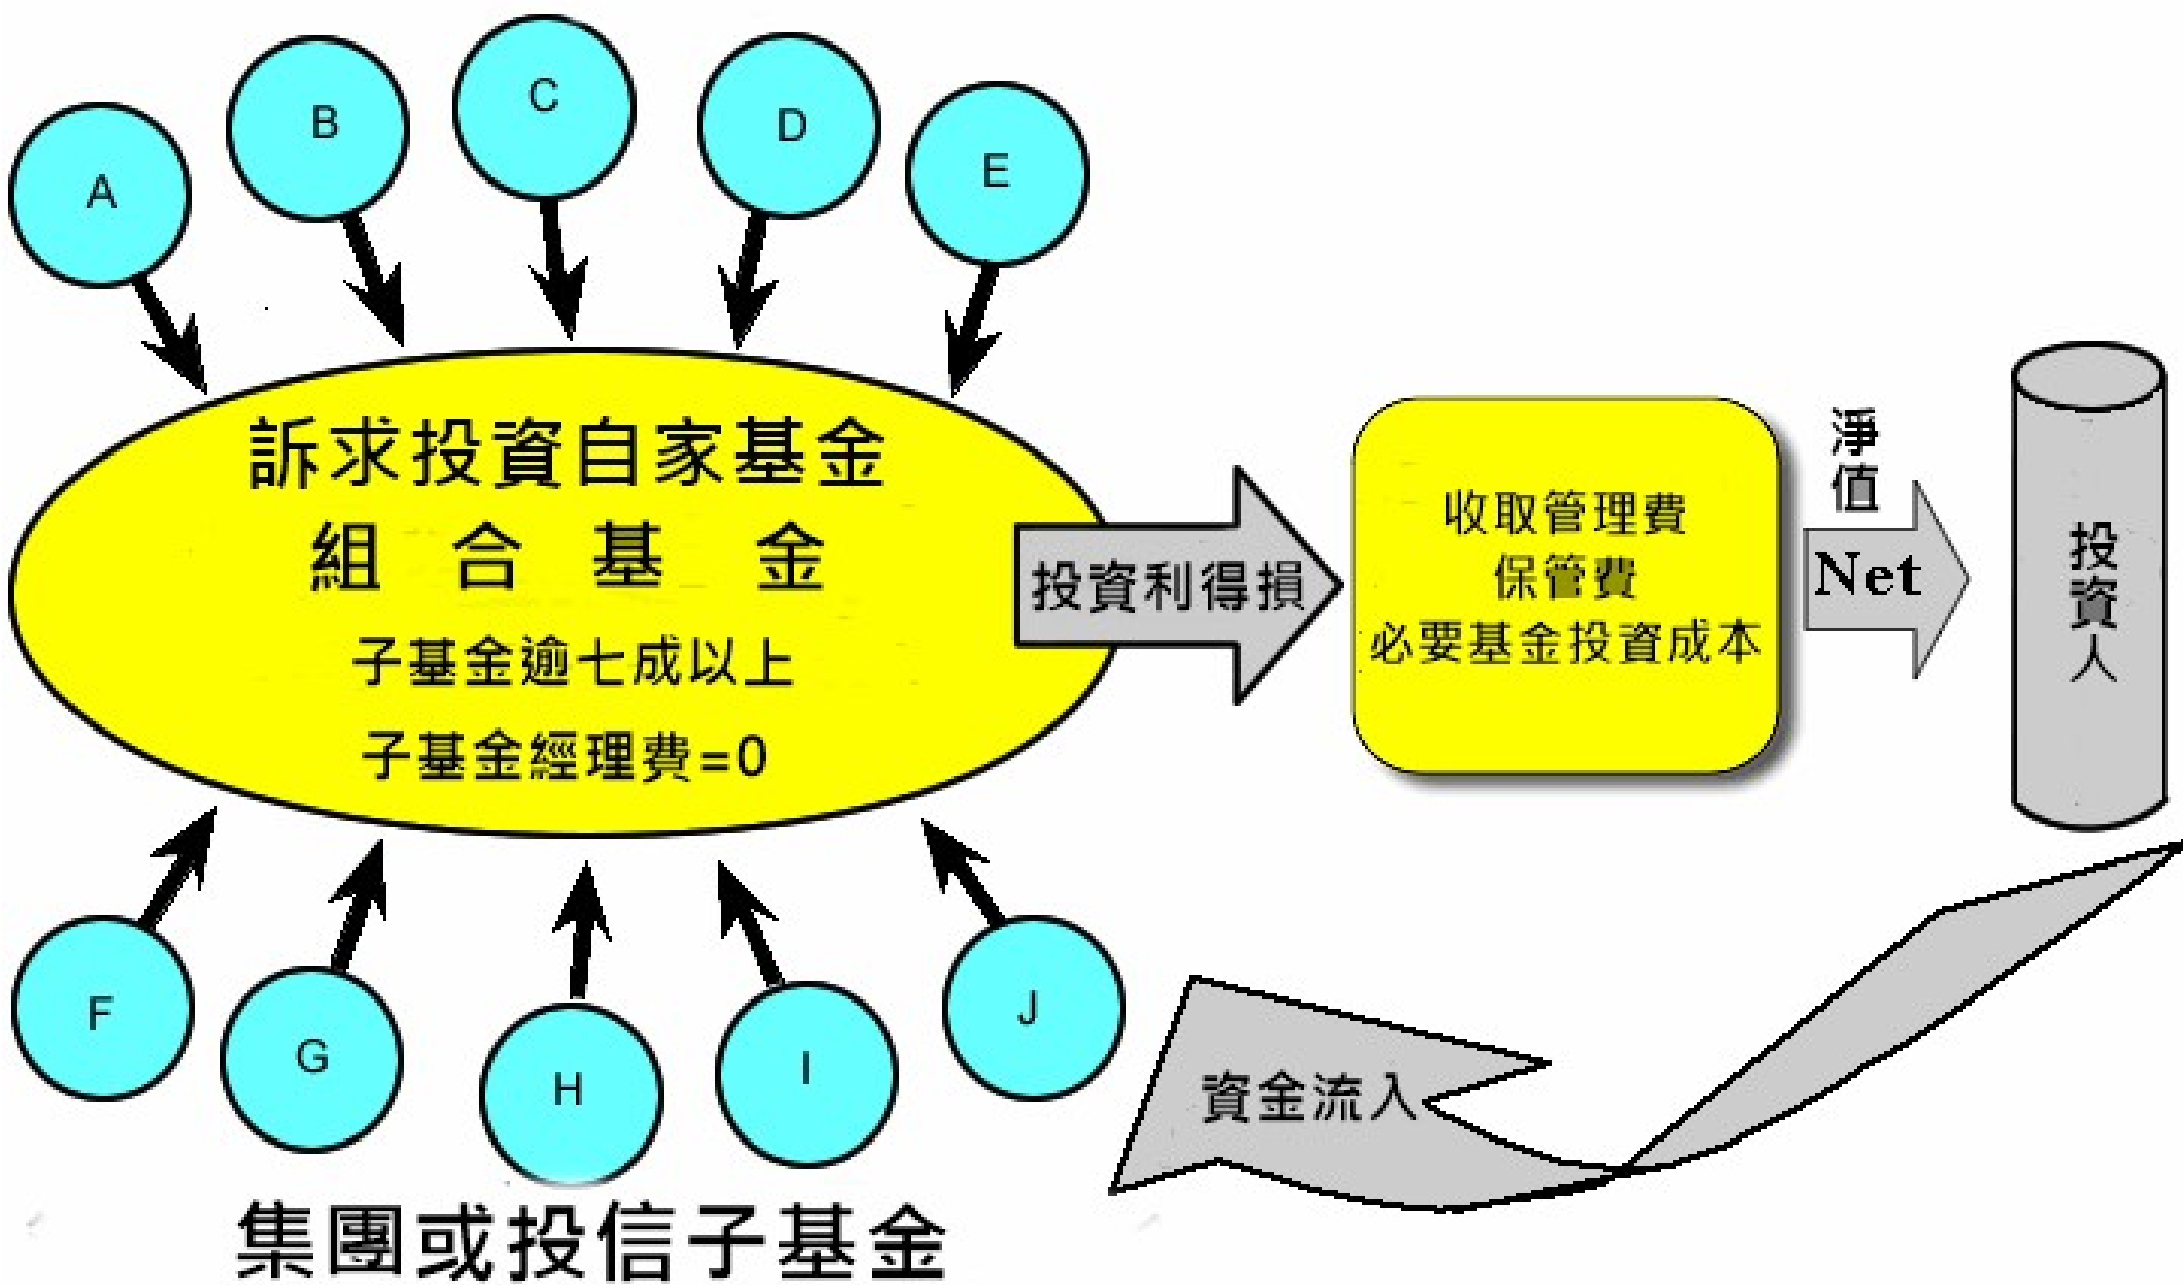 A
B
C
D
E
訴求投資自家基金
組合基金
子基金逾七成以上
子基金經理費=0
投資利得損
收取管理費
保管費
必要基金投資成本
淨值
Net
投資人
F
G
H
I
J
資金流入
集團或投信子基金